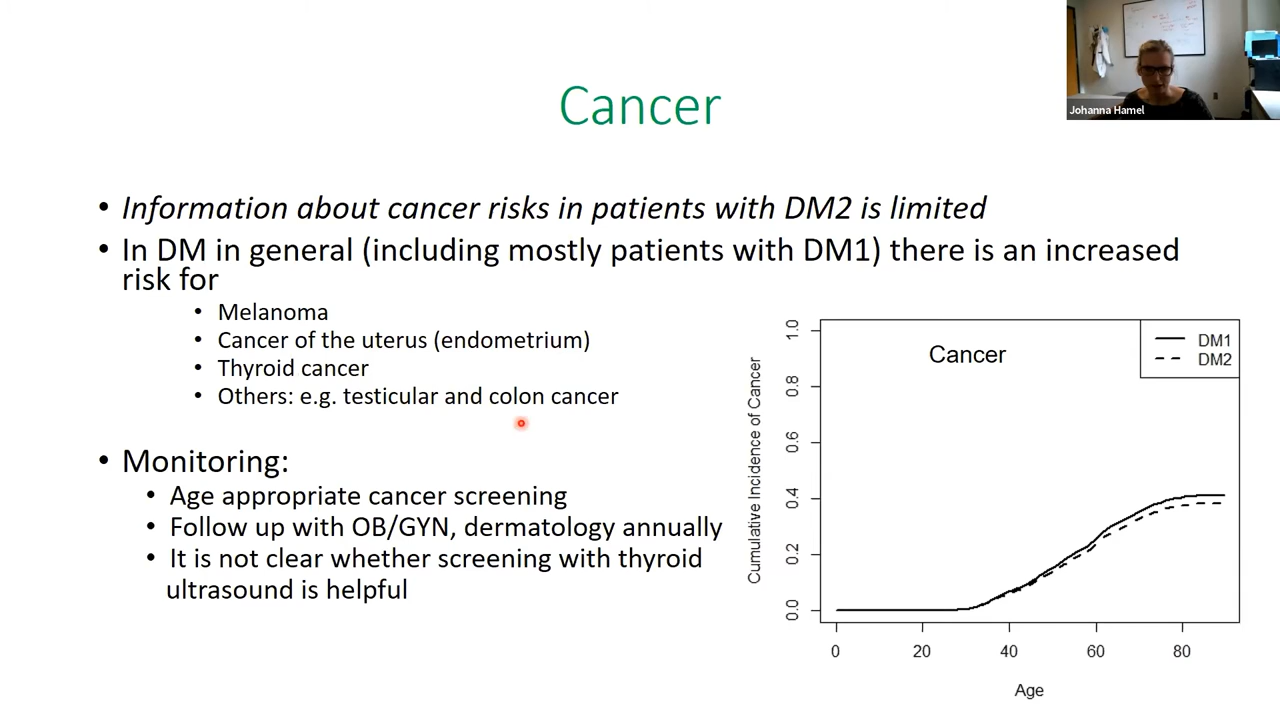 Johanna Hamel
Cancer
• Information about cancer risks in patients with DM2 is limited
• In DM in general (including mostly patients with DM1) there is an increased
risk for
• Melanoma
• Cancer of the uterus (endometrium)
• Thyroid cancer
• Others: e.g. testicular and colon cancer
• Monitoring:
• Age appropriate cancer screening
• Follow up with OB/GYN, dermatology annually
• It is not clear whether screening with thyroid
ultrasound is helpful
Cancer
DM1
DM2
Cumulative Incidence of Cancer
1.0
0.8
0.6
0.4
0.2
0.0
0 20 40 60 80
Age